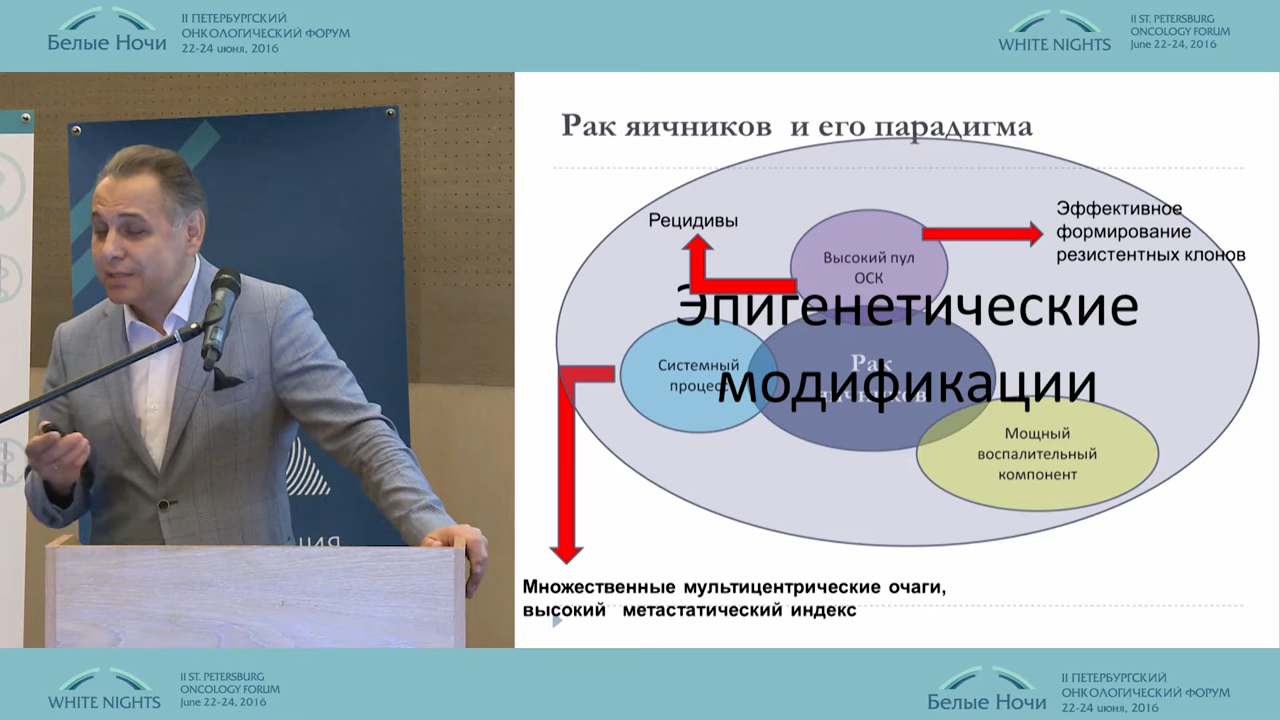 Белые Ночи
II ПЕТЕРБУРГСКИЙ
ОНКОЛОГИЧЕСКИЙ ФОРУМ
22-24 июня, 2016
WHITE NIGHTS
II ST. PETERSBURG
ONCOLOGY FORUM
June 22-24, 2016
Рак яичников и его парадигма
Рецидивы
Эффективное
формирование
резистентных клонов
Высокий пул
ОСК
Эпигенетические
модификации
Системный
процесс
Рак
яичников
Мощный
воспалительный
компонент
Множественные мультицентрические очаги,
высокий метастатический индекс
WHITE NIGHTS
II ST. PETERSBURG
ONCOLOGY FORUM
June 22-24, 2016
Белые Ночи
II ПЕТЕРБУРГСКИЙ
ОНКОЛОГИЧЕСКИЙ ФОРУМ
22-24 июня, 2016